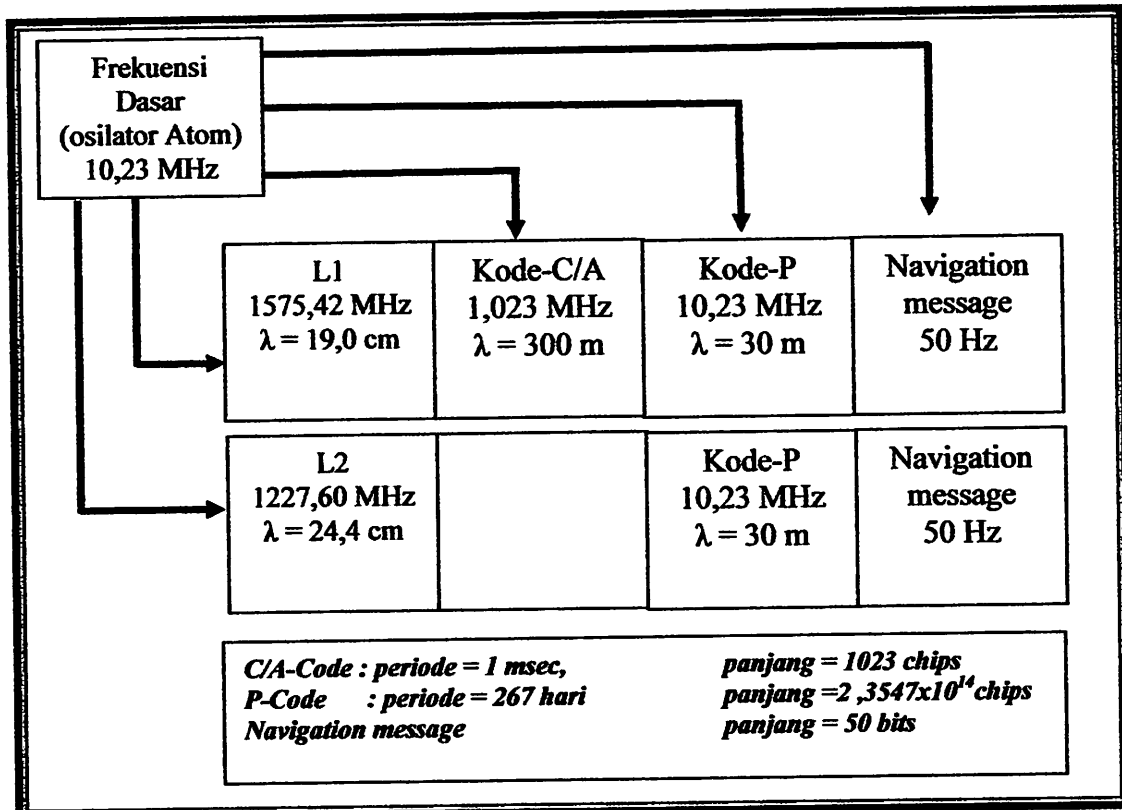 Frekuensi
Dasar
(osilator Atom)
10,23 MHz
L1
1575,42 MHz
λ = 19,0 cm
Kode-C/A
1,023 MHz
λ = 300 m
Kode-P
10,23 MHz
λ = 30 m
Navigation
message
50 Hz
L2
1227,60 MHz
λ = 24,4 cm
Kode-P
10,23 MHz
λ = 30 m
Navigation
message
50 Hz
C/A-Code : periode = 1 msec, panjang = 1023 chips
P-Code : periode = 267 hari panjang =2 ,3547x10¹⁴ chips
Navigation message panjang = 50 bits